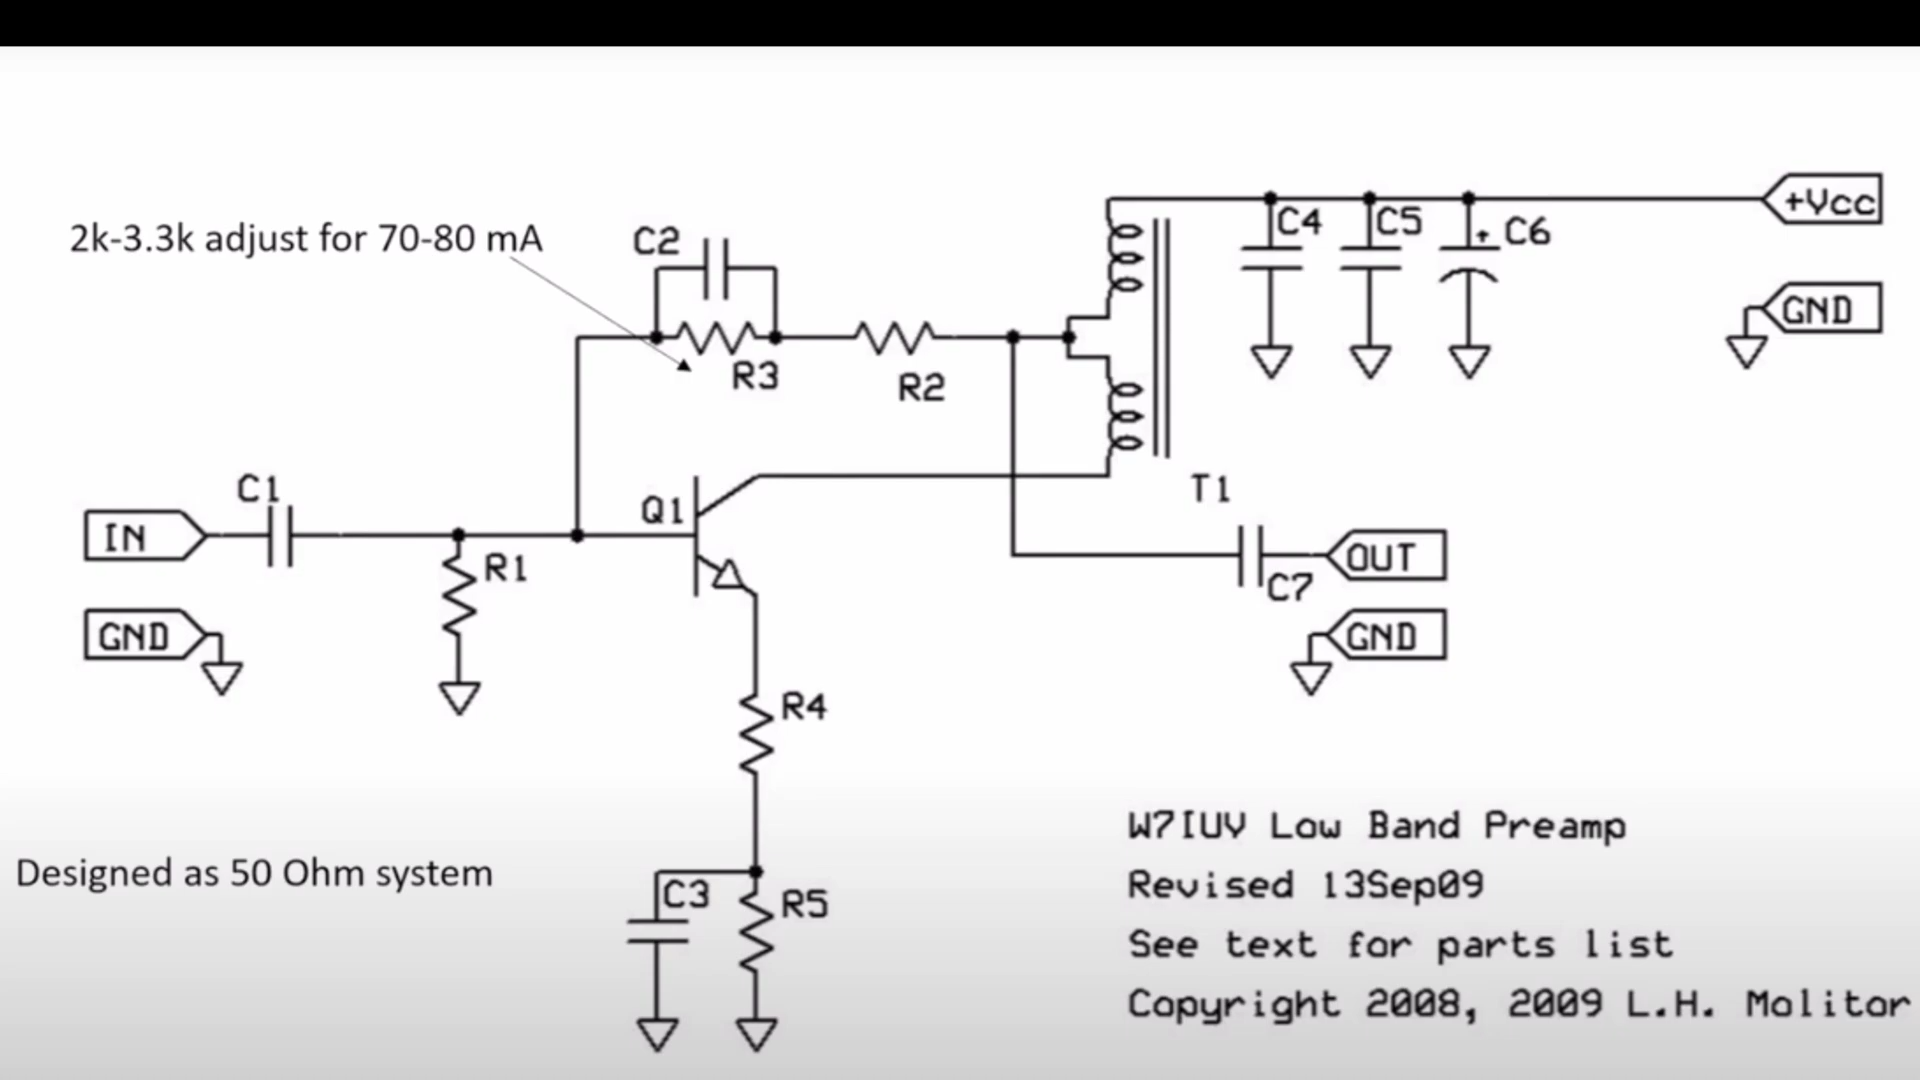 2k-3.3k adjust for 70-80 mA
C2
R3
R2
C4
C5
+
C6
+Vcc
GND
C1
IN
GND
R1
Q1
T1
OUT
C7
GND
R4
C3
R5
Designed as 50 Ohm system
W7IUV Low Band Preamp
Revised 13Sep09
See text for parts list
Copyright 2008, 2009 L.H. Molitor